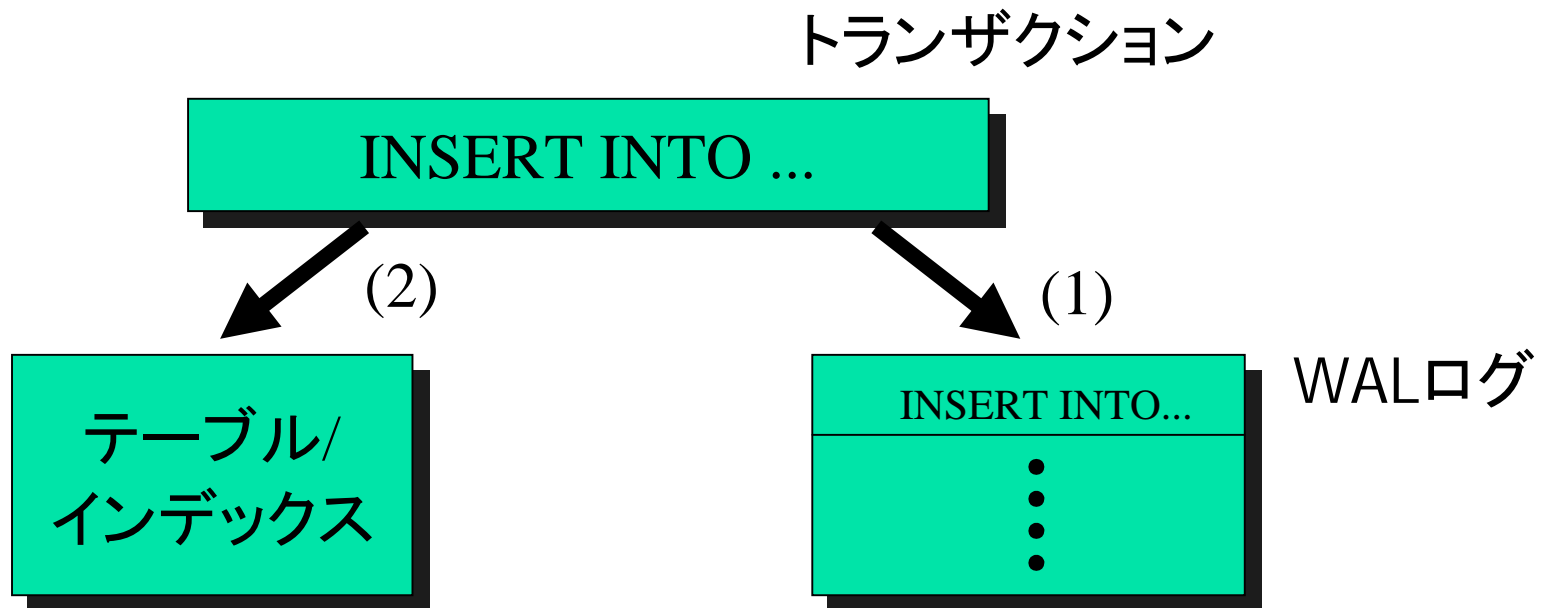 トランザクション
INSERT INTO ...
(2)
(1)
テーブル/
インデックス
INSERT INTO...
WALログ